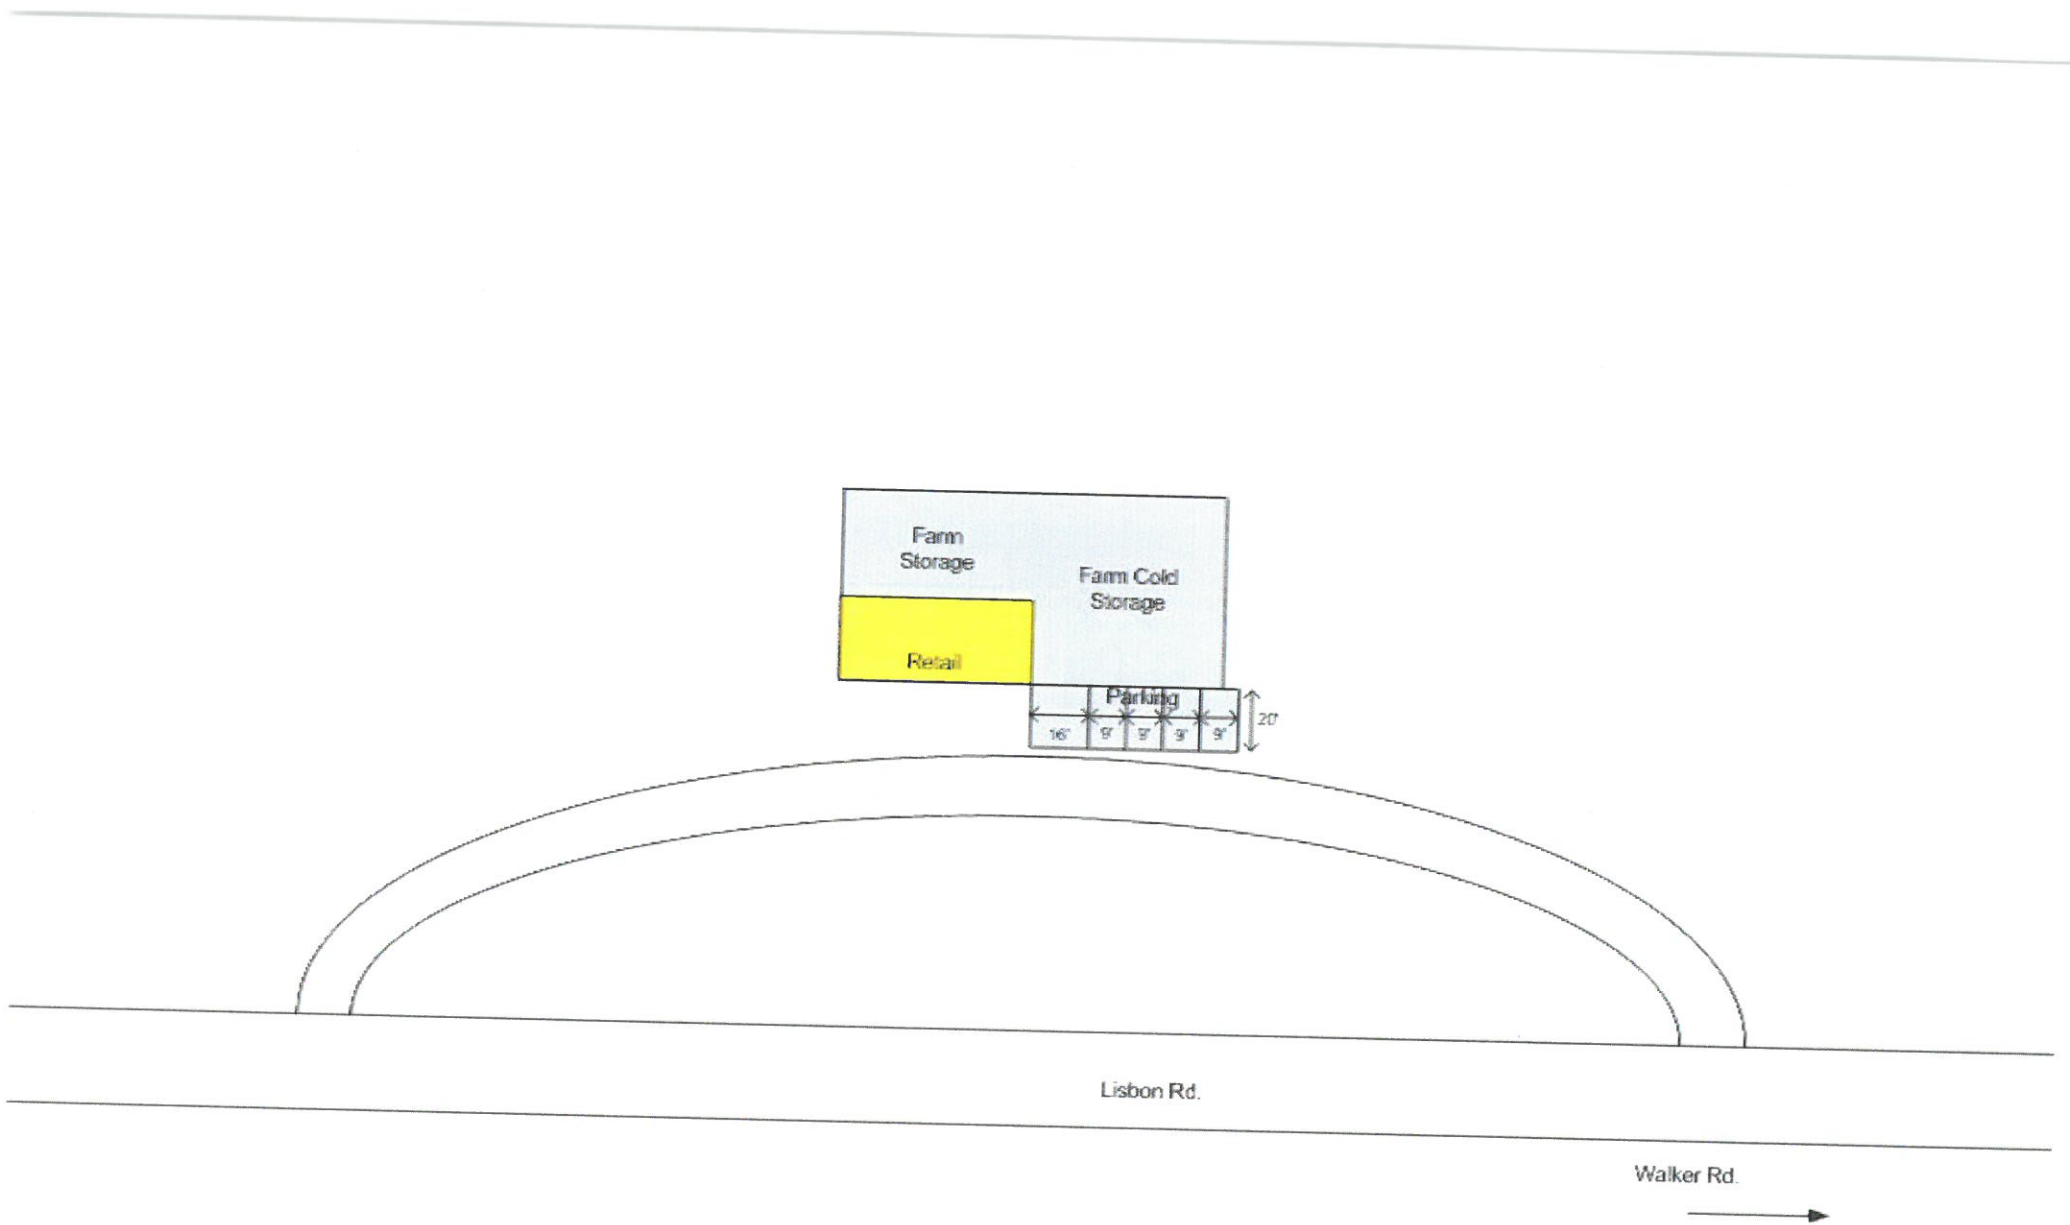 Farm
Storage
Farm Cold
Storage
Retail
Parking
16' 9' 9' 9' 9'
20'
Lisbon Rd.
Walker Rd.